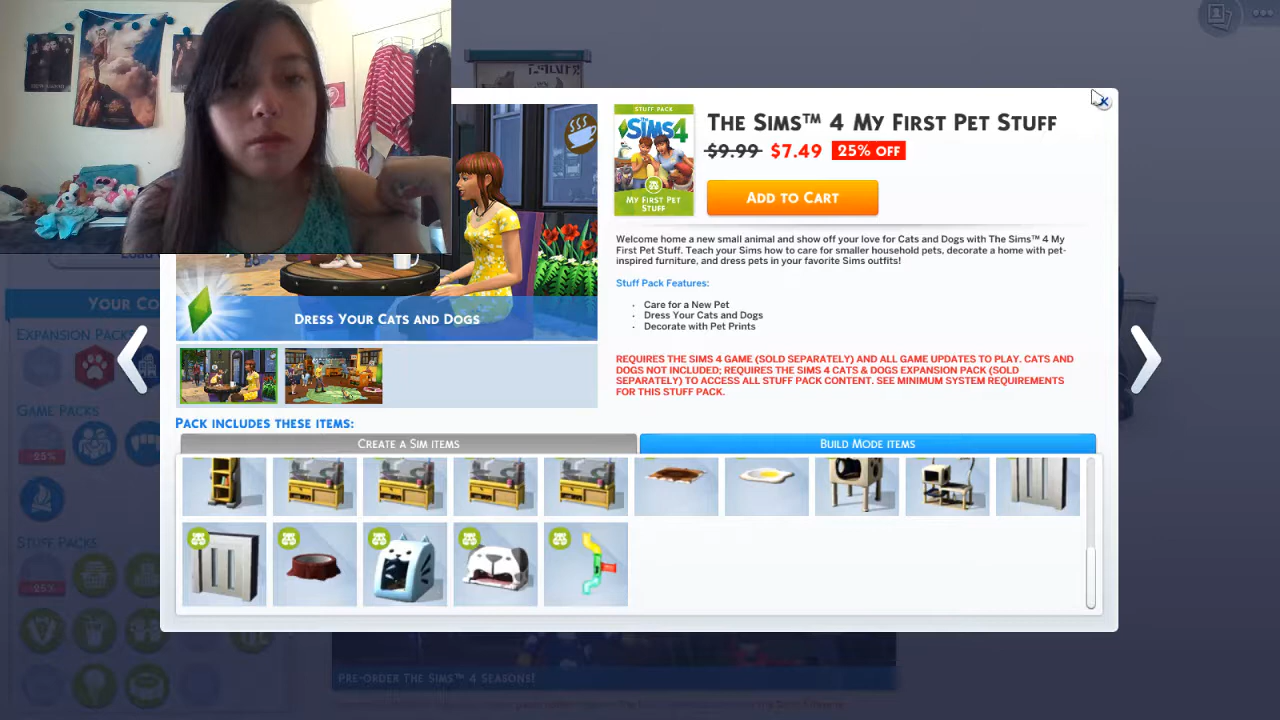 THE SIMS™ 4 MY FIRST PET STUFF
$9.99 $7.49 25% OFF
ADD TO CART
STUFF PACK
THE SIMS 4
MY FIRST PET
STUFF
Welcome home a new small animal and show off your love for Cats and Dogs with The Sims™ 4 My
First Pet Stuff. Teach your Sims how to care for smaller household pets, decorate a home with pet-
inspired furniture, and dress pets in your favorite Sims outfits!
Stuff Pack Features:
· Care for a New Pet
· Dress Your Cats and Dogs
· Decorate with Pet Prints
REQUIRES THE SIMS 4 GAME (SOLD SEPARATELY) AND ALL GAME UPDATES TO PLAY. CATS AND
DOGS NOT INCLUDED; REQUIRES THE SIMS 4 CATS & DOGS EXPANSION PACK (SOLD
SEPARATELY) TO ACCESS ALL STUFF PACK CONTENT. SEE MINIMUM SYSTEM REQUIREMENTS
FOR THIS STUFF PACK.
DRESS YOUR CATS AND DOGS
PACK INCLUDES THESE ITEMS:
CREATE A SIM ITEMS
BUILD MODE ITEMS
YOUR CO
EXPANSION PACK
GAME PACKS
-25%
STUFF PACKS
-25%
PRE-ORDER THE SIMS™ 4 SEASONS!